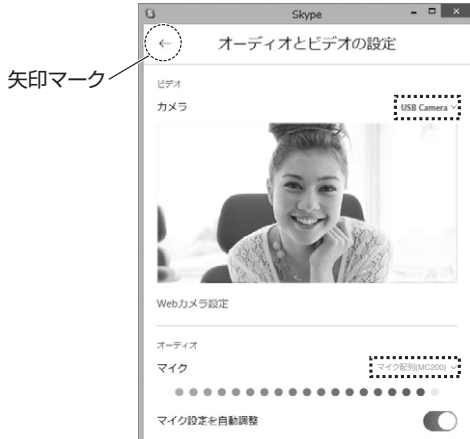 Skype
オーディオとビデオの設定
矢印マーク
ビデオ
カメラ
USB Camera
Webカメラ設定
オーディオ
マイク
マイク配列(MC200)
マイク設定を自動調整